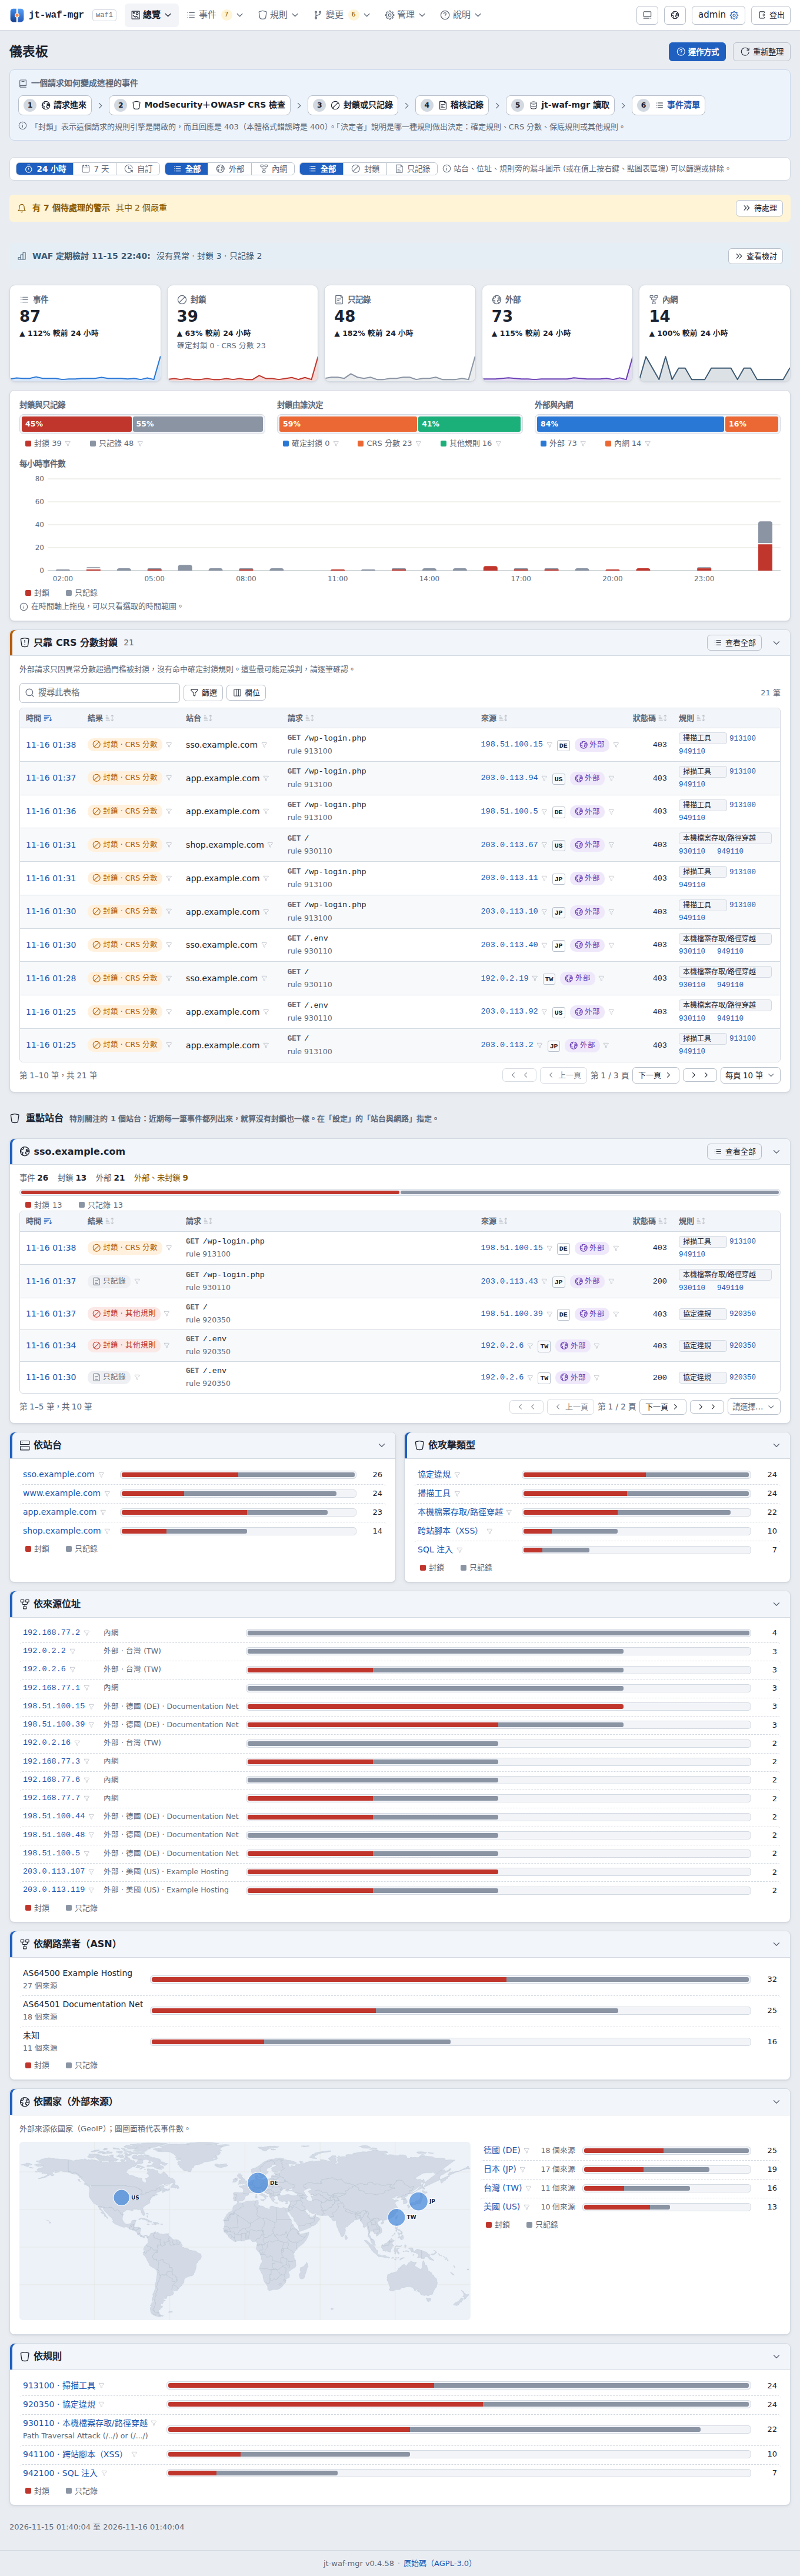 jt-waf-mgr waf1 總覽 事件 7 規則 變更 6 管理 說明 admin 登出
儀表板 運作方式 重新整理
一個請求如何變成這裡的事件
1 請求進來 2 ModSecurity＋OWASP CRS 檢查 3 封鎖或只記錄 4 稽核記錄 5 jt-waf-mgr 讀取 6 事件清單
「封鎖」表示這個請求的規則引擎是開啟的，而且回應是 403（本體格式錯誤時是 400）。「決定者」說明是哪一種規則做出決定：確定規則、CRS 分數、保底規則或其他規則。
24 小時 7 天 自訂 全部 外部 內網 全部 封鎖 只記錄 站台、位址、規則旁的漏斗圖示 (或在值上按右鍵、點圖表區塊) 可以篩選或排除。
有 7 個待處理的警示 其中 2 個嚴重 待處理
WAF 定期檢討 11-15 22:40: 沒有異常 · 封鎖 3 · 只記錄 2 查看檢討
事件 封鎖 只記錄 外部 內網
87 39 48 73 14
▲ 112% 較前 24 小時 ▲ 63% 較前 24 小時 ▲ 182% 較前 24 小時 ▲ 115% 較前 24 小時 ▲ 100% 較前 24 小時
確定封鎖 0 · CRS 分數 23
封鎖與只記錄 封鎖由誰決定 外部與內網
45% 55% 59% 41% 84% 16%
封鎖 39 只記錄 48 確定封鎖 0 CRS 分數 23 其他規則 16 外部 73 內網 14
每小時事件數
80
60
40
20
0
02:00 05:00 08:00 11:00 14:00 17:00 20:00 23:00
封鎖 只記錄
在時間軸上拖曳，可以只看選取的時間範圍。
只靠 CRS 分數封鎖 21 查看全部
外部請求只因異常分數超過門檻被封鎖，沒有命中確定封鎖規則。這些最可能是誤判，請逐筆確認。
搜尋此表格 篩選 欄位 21 筆
時間 結果 站台 請求 來源 狀態碼 規則
11-16 01:38 封鎖 · CRS 分數 sso.example.com GET /wp-login.php rule 913100 198.51.100.15 DE 外部 403 掃描工具 913100 949110
11-16 01:37 封鎖 · CRS 分數 app.example.com GET /wp-login.php rule 913100 203.0.113.94 US 外部 403 掃描工具 913100 949110
11-16 01:36 封鎖 · CRS 分數 app.example.com GET /wp-login.php rule 913100 198.51.100.5 DE 外部 403 掃描工具 913100 949110
11-16 01:31 封鎖 · CRS 分數 shop.example.com GET / rule 930110 203.0.113.67 US 外部 403 本機檔案存取/路徑穿越 930110 949110
11-16 01:31 封鎖 · CRS 分數 app.example.com GET /wp-login.php rule 913100 203.0.113.11 JP 外部 403 掃描工具 913100 949110
11-16 01:30 封鎖 · CRS 分數 app.example.com GET /wp-login.php rule 913100 203.0.113.10 JP 外部 403 掃描工具 913100 949110
11-16 01:30 封鎖 · CRS 分數 sso.example.com GET /.env rule 930110 203.0.113.40 JP 外部 403 本機檔案存取/路徑穿越 930110 949110
11-16 01:28 封鎖 · CRS 分數 sso.example.com GET / rule 930110 192.0.2.19 TW 外部 403 本機檔案存取/路徑穿越 930110 949110
11-16 01:25 封鎖 · CRS 分數 app.example.com GET /.env rule 930110 203.0.113.92 US 外部 403 本機檔案存取/路徑穿越 930110 949110
11-16 01:25 封鎖 · CRS 分數 app.example.com GET / rule 913100 203.0.113.2 JP 外部 403 掃描工具 913100 949110
第 1–10 筆，共 21 筆 上一頁 第 1 / 3 頁 下一頁 每頁 10 筆
重點站台 特別關注的 1 個站台：近期每一筆事件都列出來，就算沒有封鎖也一樣。在「設定」的「站台與網路」指定。
sso.example.com 查看全部
事件 26 封鎖 13 外部 21 外部、未封鎖 9
封鎖 13 只記錄 13
時間 結果 請求 來源 狀態碼 規則
11-16 01:38 封鎖 · CRS 分數 GET /wp-login.php rule 913100 198.51.100.15 DE 外部 403 掃描工具 913100 949110
11-16 01:37 只記錄 GET /wp-login.php rule 930110 203.0.113.43 JP 外部 200 本機檔案存取/路徑穿越 930110 949110
11-16 01:37 封鎖 · 其他規則 GET / rule 920350 198.51.100.39 DE 外部 403 協定違規 920350
11-16 01:34 封鎖 · 其他規則 GET /.env rule 920350 192.0.2.6 TW 外部 403 協定違規 920350
11-16 01:30 只記錄 GET /.env rule 920350 192.0.2.6 TW 外部 200 協定違規 920350
第 1–5 筆，共 10 筆 上一頁 第 1 / 2 頁 下一頁 請選擇…
依站台
sso.example.com 26
www.example.com 24
app.example.com 23
shop.example.com 14
封鎖 只記錄
依攻擊類型
協定違規 24
掃描工具 24
本機檔案存取/路徑穿越 22
跨站腳本（XSS） 10
SQL 注入 7
封鎖 只記錄
依來源位址
192.168.77.2 內網 4
192.0.2.2 外部 · 台灣 (TW) 3
192.0.2.6 外部 · 台灣 (TW) 3
192.168.77.1 內網 3
198.51.100.15 外部 · 德國 (DE) · Documentation Net 3
198.51.100.39 外部 · 德國 (DE) · Documentation Net 3
192.0.2.16 外部 · 台灣 (TW) 2
192.168.77.3 內網 2
192.168.77.6 內網 2
192.168.77.7 內網 2
198.51.100.44 外部 · 德國 (DE) · Documentation Net 2
198.51.100.48 外部 · 德國 (DE) · Documentation Net 2
198.51.100.5 外部 · 德國 (DE) · Documentation Net 2
203.0.113.107 外部 · 美國 (US) · Example Hosting 2
203.0.113.119 外部 · 美國 (US) · Example Hosting 2
封鎖 只記錄
依網路業者（ASN）
AS64500 Example Hosting 32
27 個來源
AS64501 Documentation Net 25
18 個來源
未知 16
11 個來源
封鎖 只記錄
依國家（外部來源）
外部來源依國家（GeoIP）；圓圈面積代表事件數。
US DE JP TW
德國 (DE) 18 個來源 25
日本 (JP) 17 個來源 19
台灣 (TW) 11 個來源 16
美國 (US) 10 個來源 13
封鎖 只記錄
依規則
913100 · 掃描工具 24
920350 · 協定違規 24
930110 · 本機檔案存取/路徑穿越 22
Path Traversal Attack (/../) or (/.../)
941100 · 跨站腳本（XSS） 10
942100 · SQL 注入 7
封鎖 只記錄
2026-11-15 01:40:04 至 2026-11-16 01:40:04
jt-waf-mgr v0.4.58 · 原始碼（AGPL-3.0）